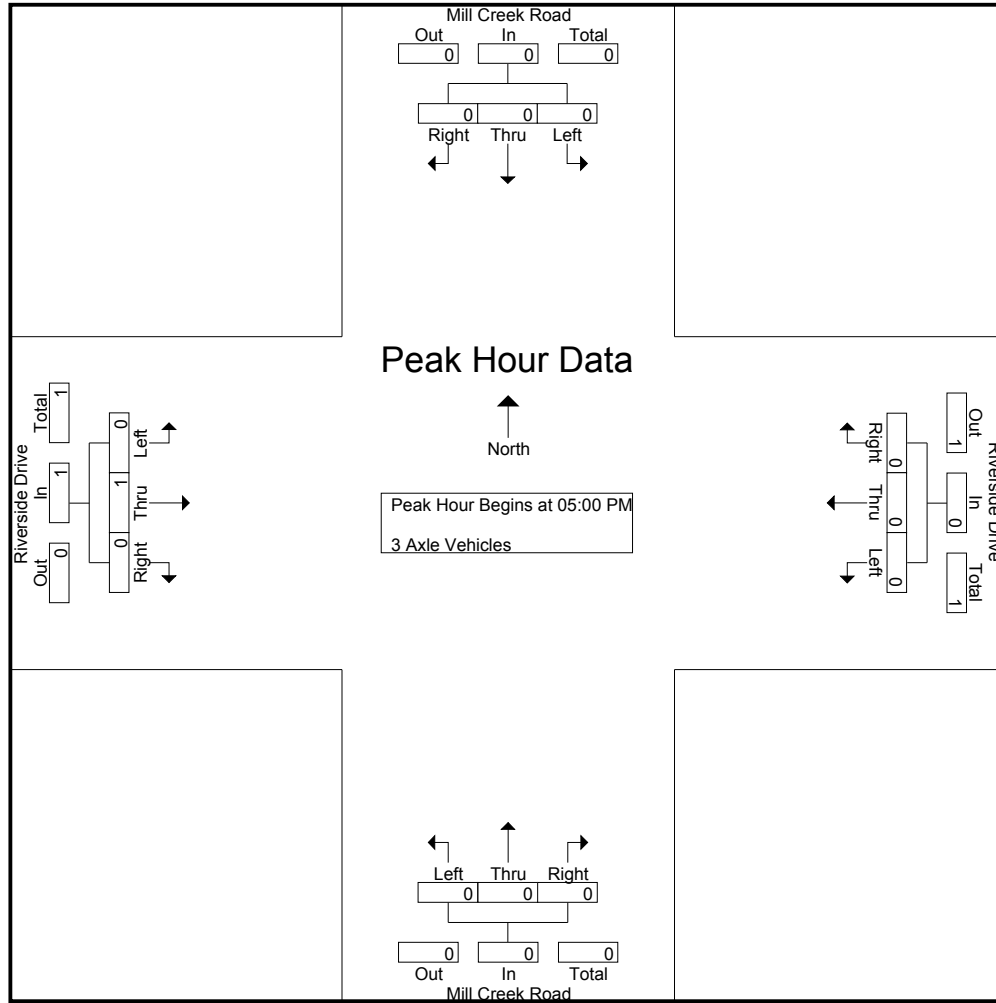 Mill Creek Road
Out In Total
0 0 0
0 0 0
Right Thru Left
Peak Hour Data
North
Peak Hour Begins at 05:00 PM
3 Axle Vehicles
Riverside Drive
Out In Total
0 1 1
Right Thru Left
0 1 0
Riverside Drive
Out In Total
1 0 1
Right Thru Left
0 0 0
Left Thru Right
0 0 0
0 0 0
Out In Total
Mill Creek Road